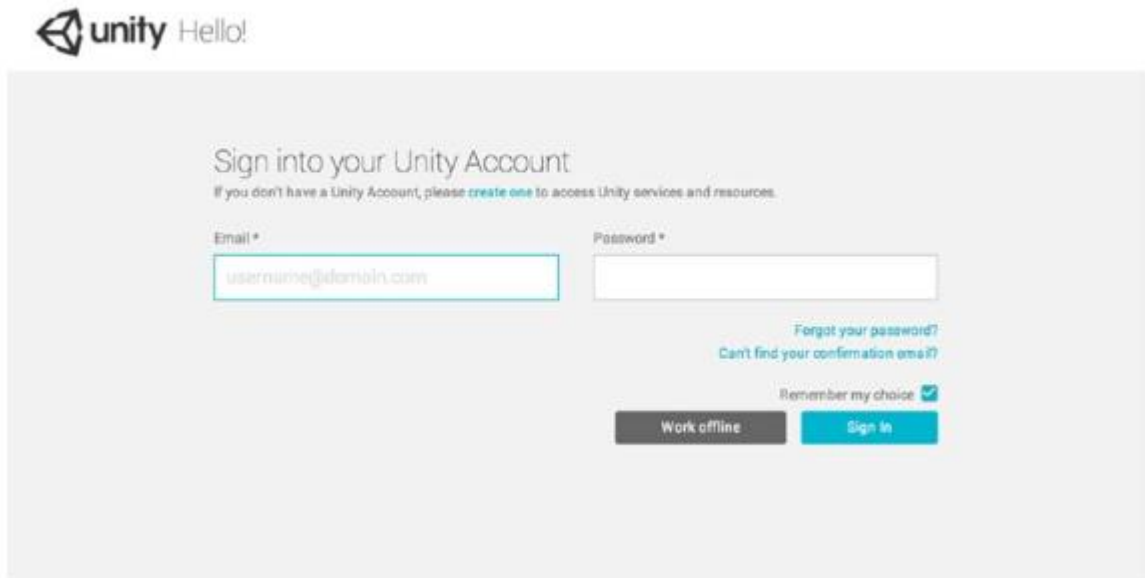 unity Hello!
Sign into your Unity Account
If you don't have a Unity Account, please create one to access Unity services and resources.
Email *
Password *
username@domain.com
Forgot your password?
Can't find your confirmation email?
Remember my choice
Work offline
Sign In